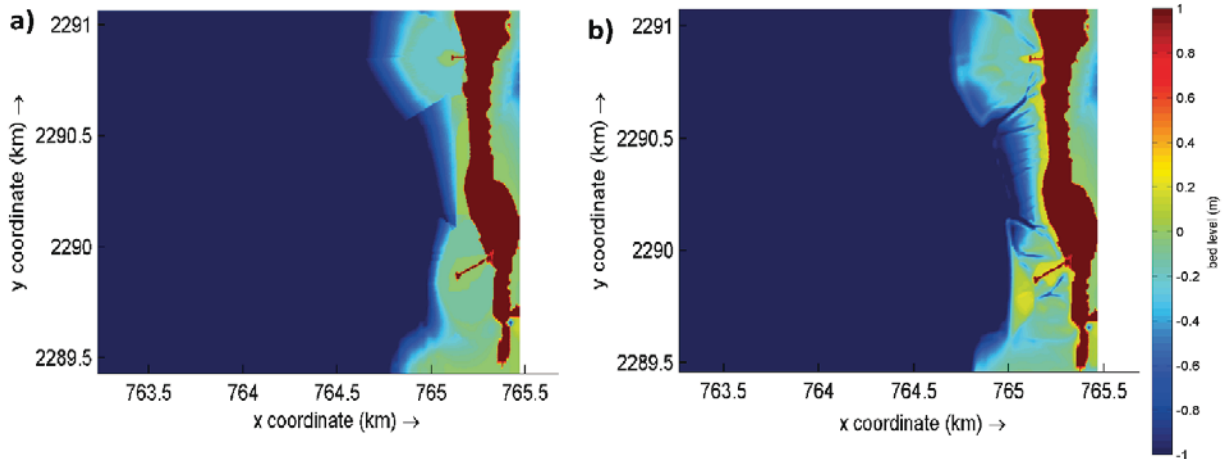 a)
2291
2290.5
2290
2289.5
y coordinate (km) →
763.5 764 764.5 765 765.5
x coordinate (km) →
b)
2291
2290.5
2290
2289.5
y coordinate (km) →
763.5 764 764.5 765 765.5
x coordinate (km) →
1
0.8
0.6
0.4
0.2
0
-0.2
-0.4
-0.6
-0.8
-1
bed level (m)